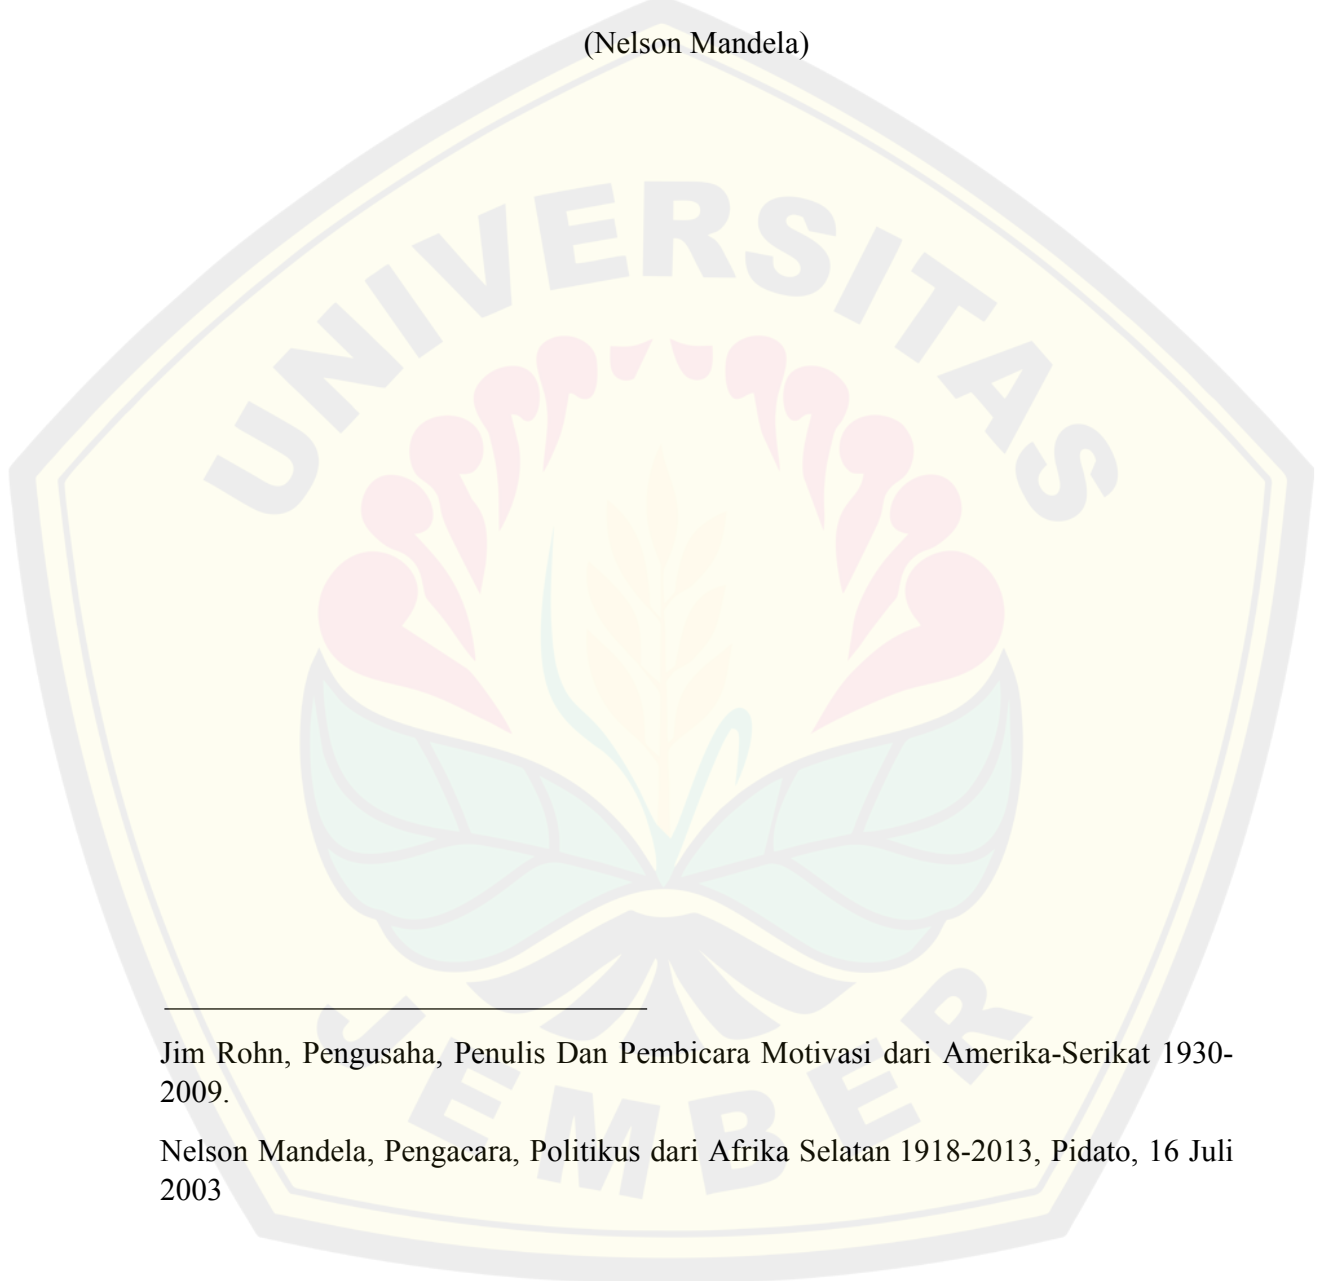 (Nelson Mandela)
UNIVERSITAS
JEMBER
Jim Rohn, Pengusaha, Penulis Dan Pembicara Motivasi dari Amerika-Serikat 1930-
2009.
Nelson Mandela, Pengacara, Politikus dari Afrika Selatan 1918-2013, Pidato, 16 Juli
2003